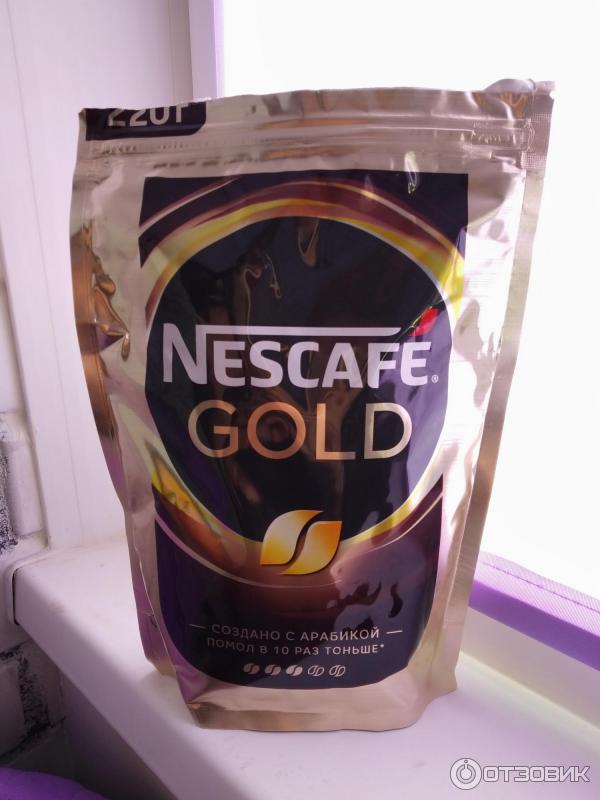 220г
NESCAFÉ®
GOLD
СОЗДАНО С АРАБИКОЙ
ПОМОЛ В 10 РАЗ ТОНЬШЕ*
ОТЗОВИК